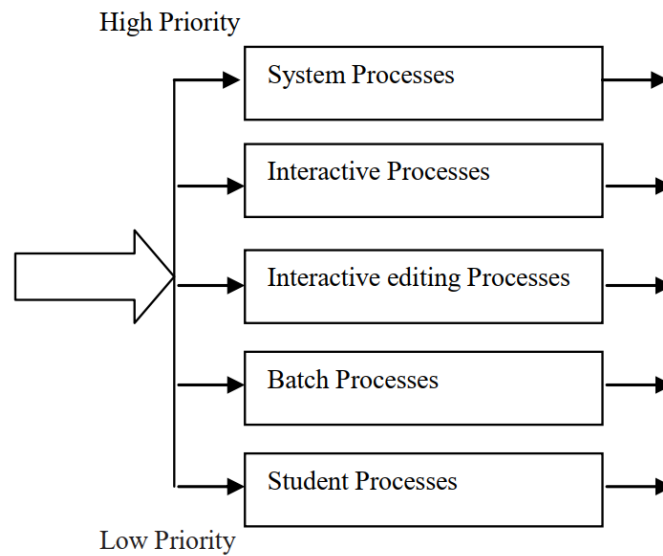 High Priority
System Processes
Interactive Processes
Interactive editing Processes
Batch Processes
Student Processes
Low Priority